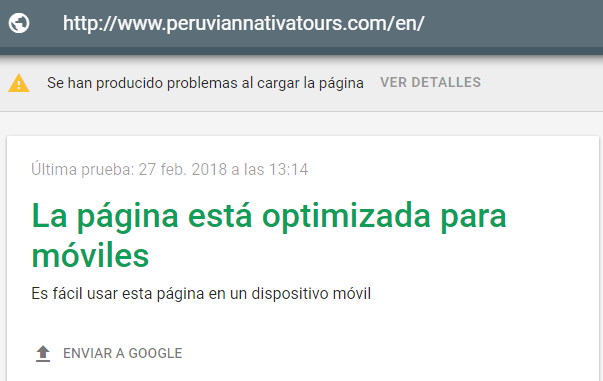 http://www.peruviannativatours.com/en/
Se han producido problemas al cargar la página VER DETALLES
Última prueba: 27 feb. 2018 a las 13:14
La página está optimizada para
móviles
Es fácil usar esta página en un dispositivo móvil
ENVIAR A GOOGLE